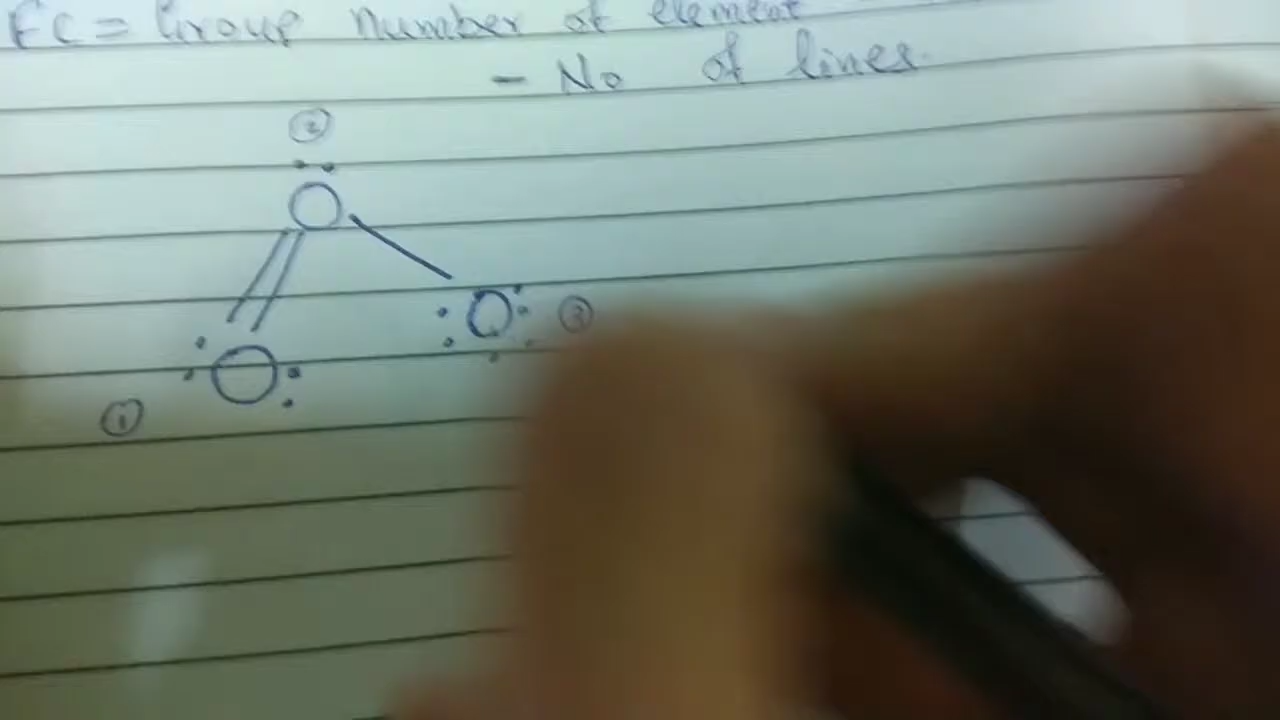 FC = Group number of element
- No of lines.
②
O
O
③
O
①